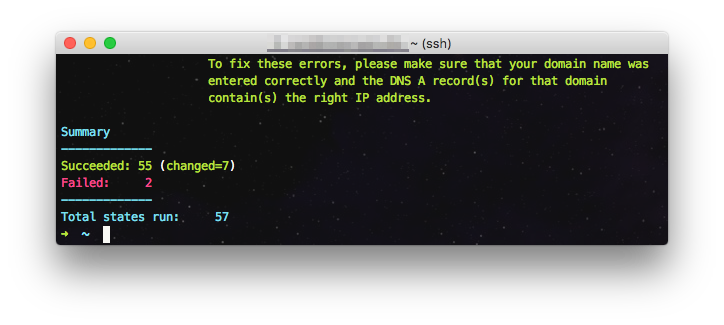 ~ (ssh)
To fix these errors, please make sure that your domain name was
entered correctly and the DNS A record(s) for that domain
contain(s) the right IP address.
Summary
-------------
Succeeded: 55 (changed=7)
Failed: 2
-------------
Total states run: 57
➜ ~